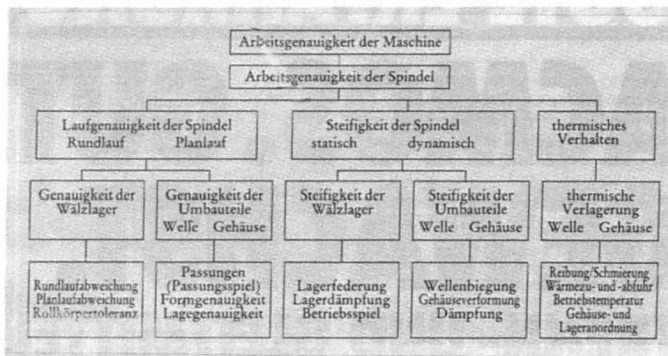 Arbeitsgenauigkeit der Maschine
Arbeitsgenauigkeit der Spindel
Laufgenauigkeit der Spindel
Rundlauf Planlauf
Steifigkeit der Spindel
statisch dynamisch
thermisches
Verhalten
Genauigkeit der
Wälzlager
Genauigkeit der
Umbauteile
Welle Gehäuse
Steifigkeit der
Wälzlager
Steifigkeit der
Umbauteile
Welle Gehäuse
thermische
Verlagerung
Welle Gehäuse
Rundlaufabweichung
Planlaufabweichung
Rollkörpertoleranz
Passungen
(Passungsspiel)
Formgenauigkeit
Lagegenauigkeit
Lagerfederung
Lagerdämpfung
Betriebsspiel
Wellenbiegung
Gehäuseverformung
Dämpfung
Reibung/Schmierung
Wärmezu- und -abfuhr
Betriebstemperatur
Gehäuse- und
Lageranordnung